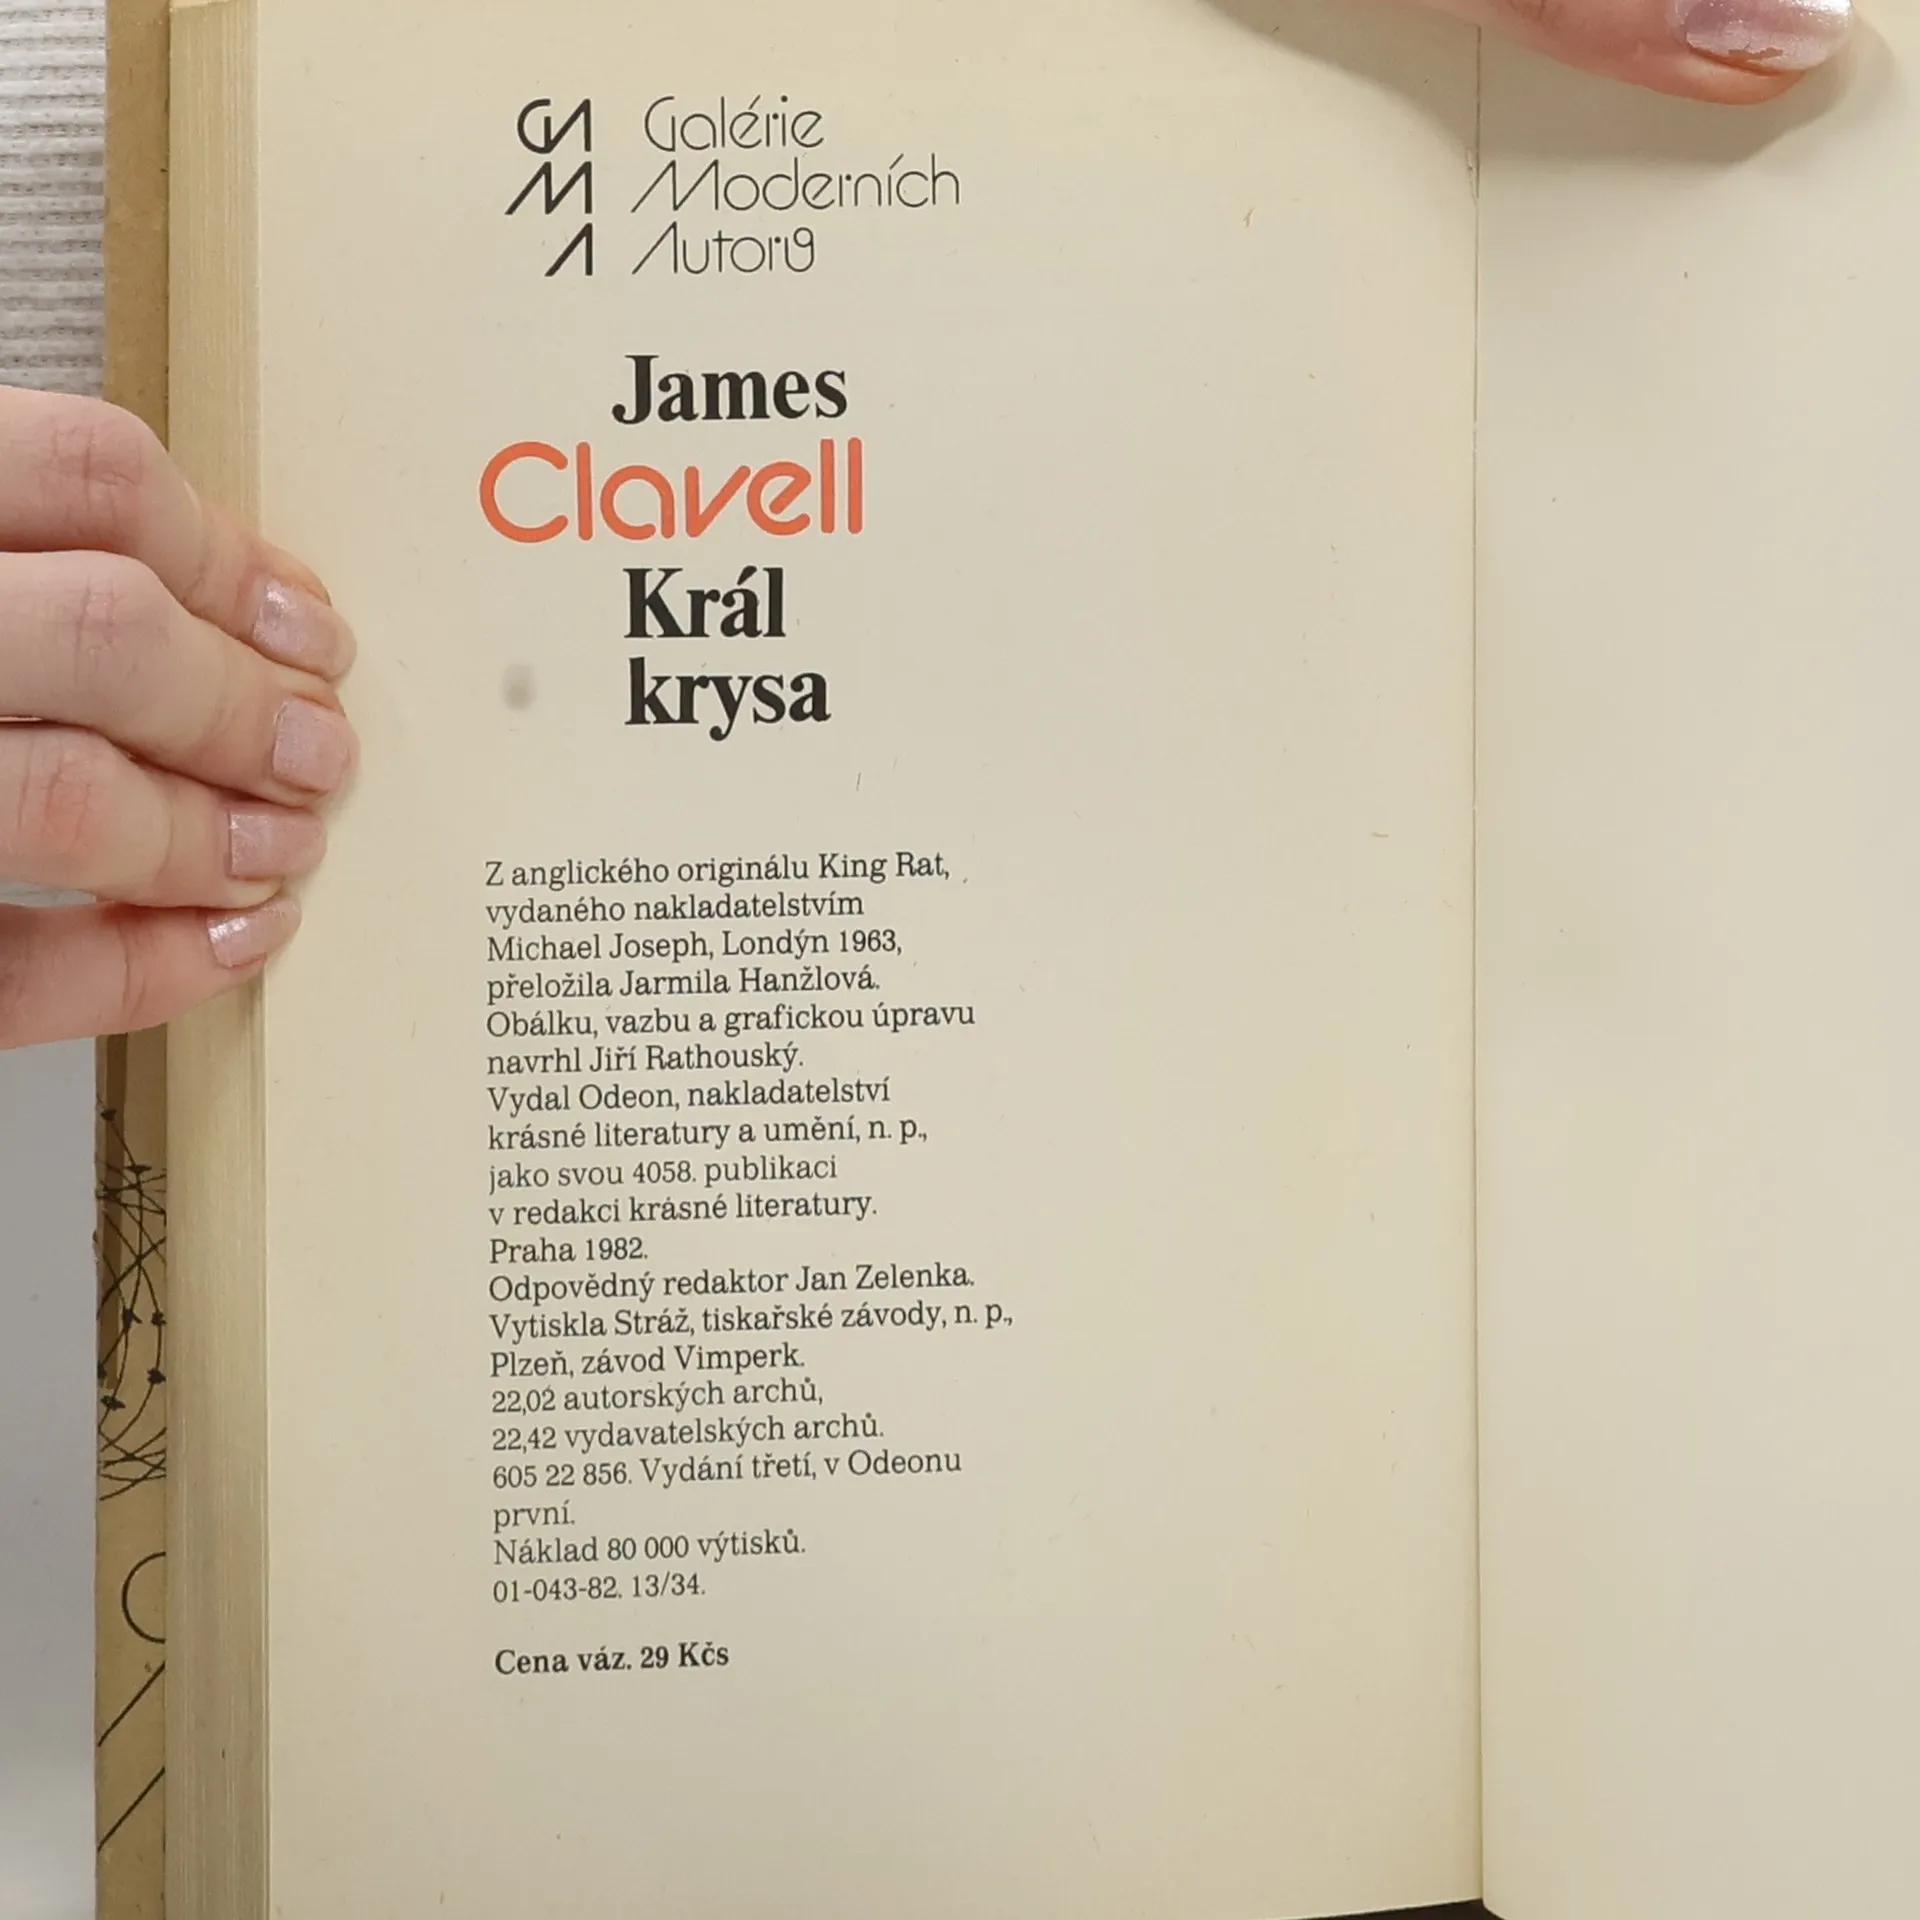 GMA
Galérie
Moderních
Autorů
James
Clavell
Král
krysa
Z anglického originálu King Rat,
vydaného nakladatelstvím
Michael Joseph, Londýn 1963,
přeložila Jarmila Hanžlová.
Obálku, vazbu a grafickou úpravu
navrhl Jiří Rathouský.
Vydal Odeon, nakladatelství
krásné literatury a umění, n. p.,
jako svou 4058. publikaci
v redakci krásné literatury.
Praha 1982.
Odpovědný redaktor Jan Zelenka.
Vytiskla Stráž, tiskařské závody, n. p.,
Plzeň, závod Vimperk.
22,02 autorských archů,
22,42 vydavatelských archů.
605 22 856. Vydání třetí, v Odeonu
první.
Náklad 80 000 výtisků.
01-043-82. 13/34.
Cena váz. 29 Kčs